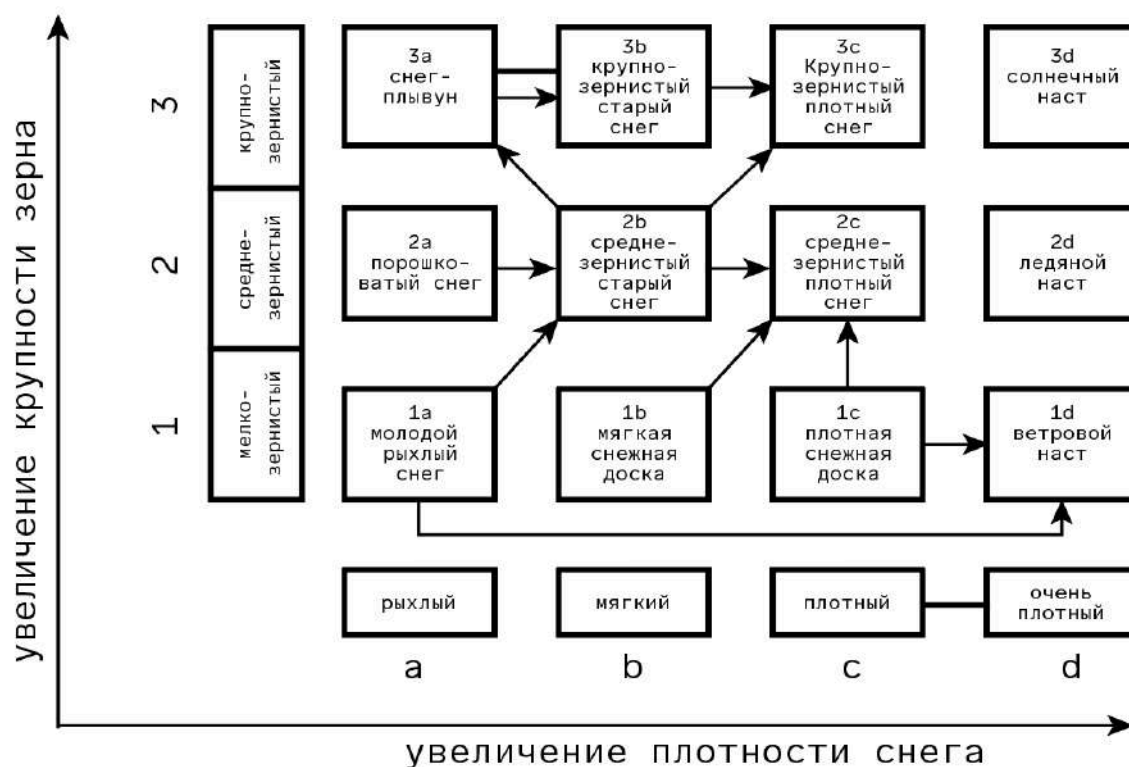 увеличение крупности зерна
3
крупно-
зернистый
3a
снег-
плывун
3b
крупно-
зернистый
старый
снег
3c
Крупно-
зернистый
плотный
снег
3d
солнечный
наст
2
средне-
зернистый
2a
порошко-
ватый снег
2b
средне-
зернистый
старый
снег
2c
средне-
зернистый
плотный
снег
2d
ледяной
наст
1
мелко-
зернистый
1a
молодой
рыхлый
снег
1b
мягкая
снежная
доска
1c
плотная
снежная
доска
1d
ветровой
наст
рыхлый
мягкий
плотный
очень
плотный
a
b
c
d
увеличение плотности снега